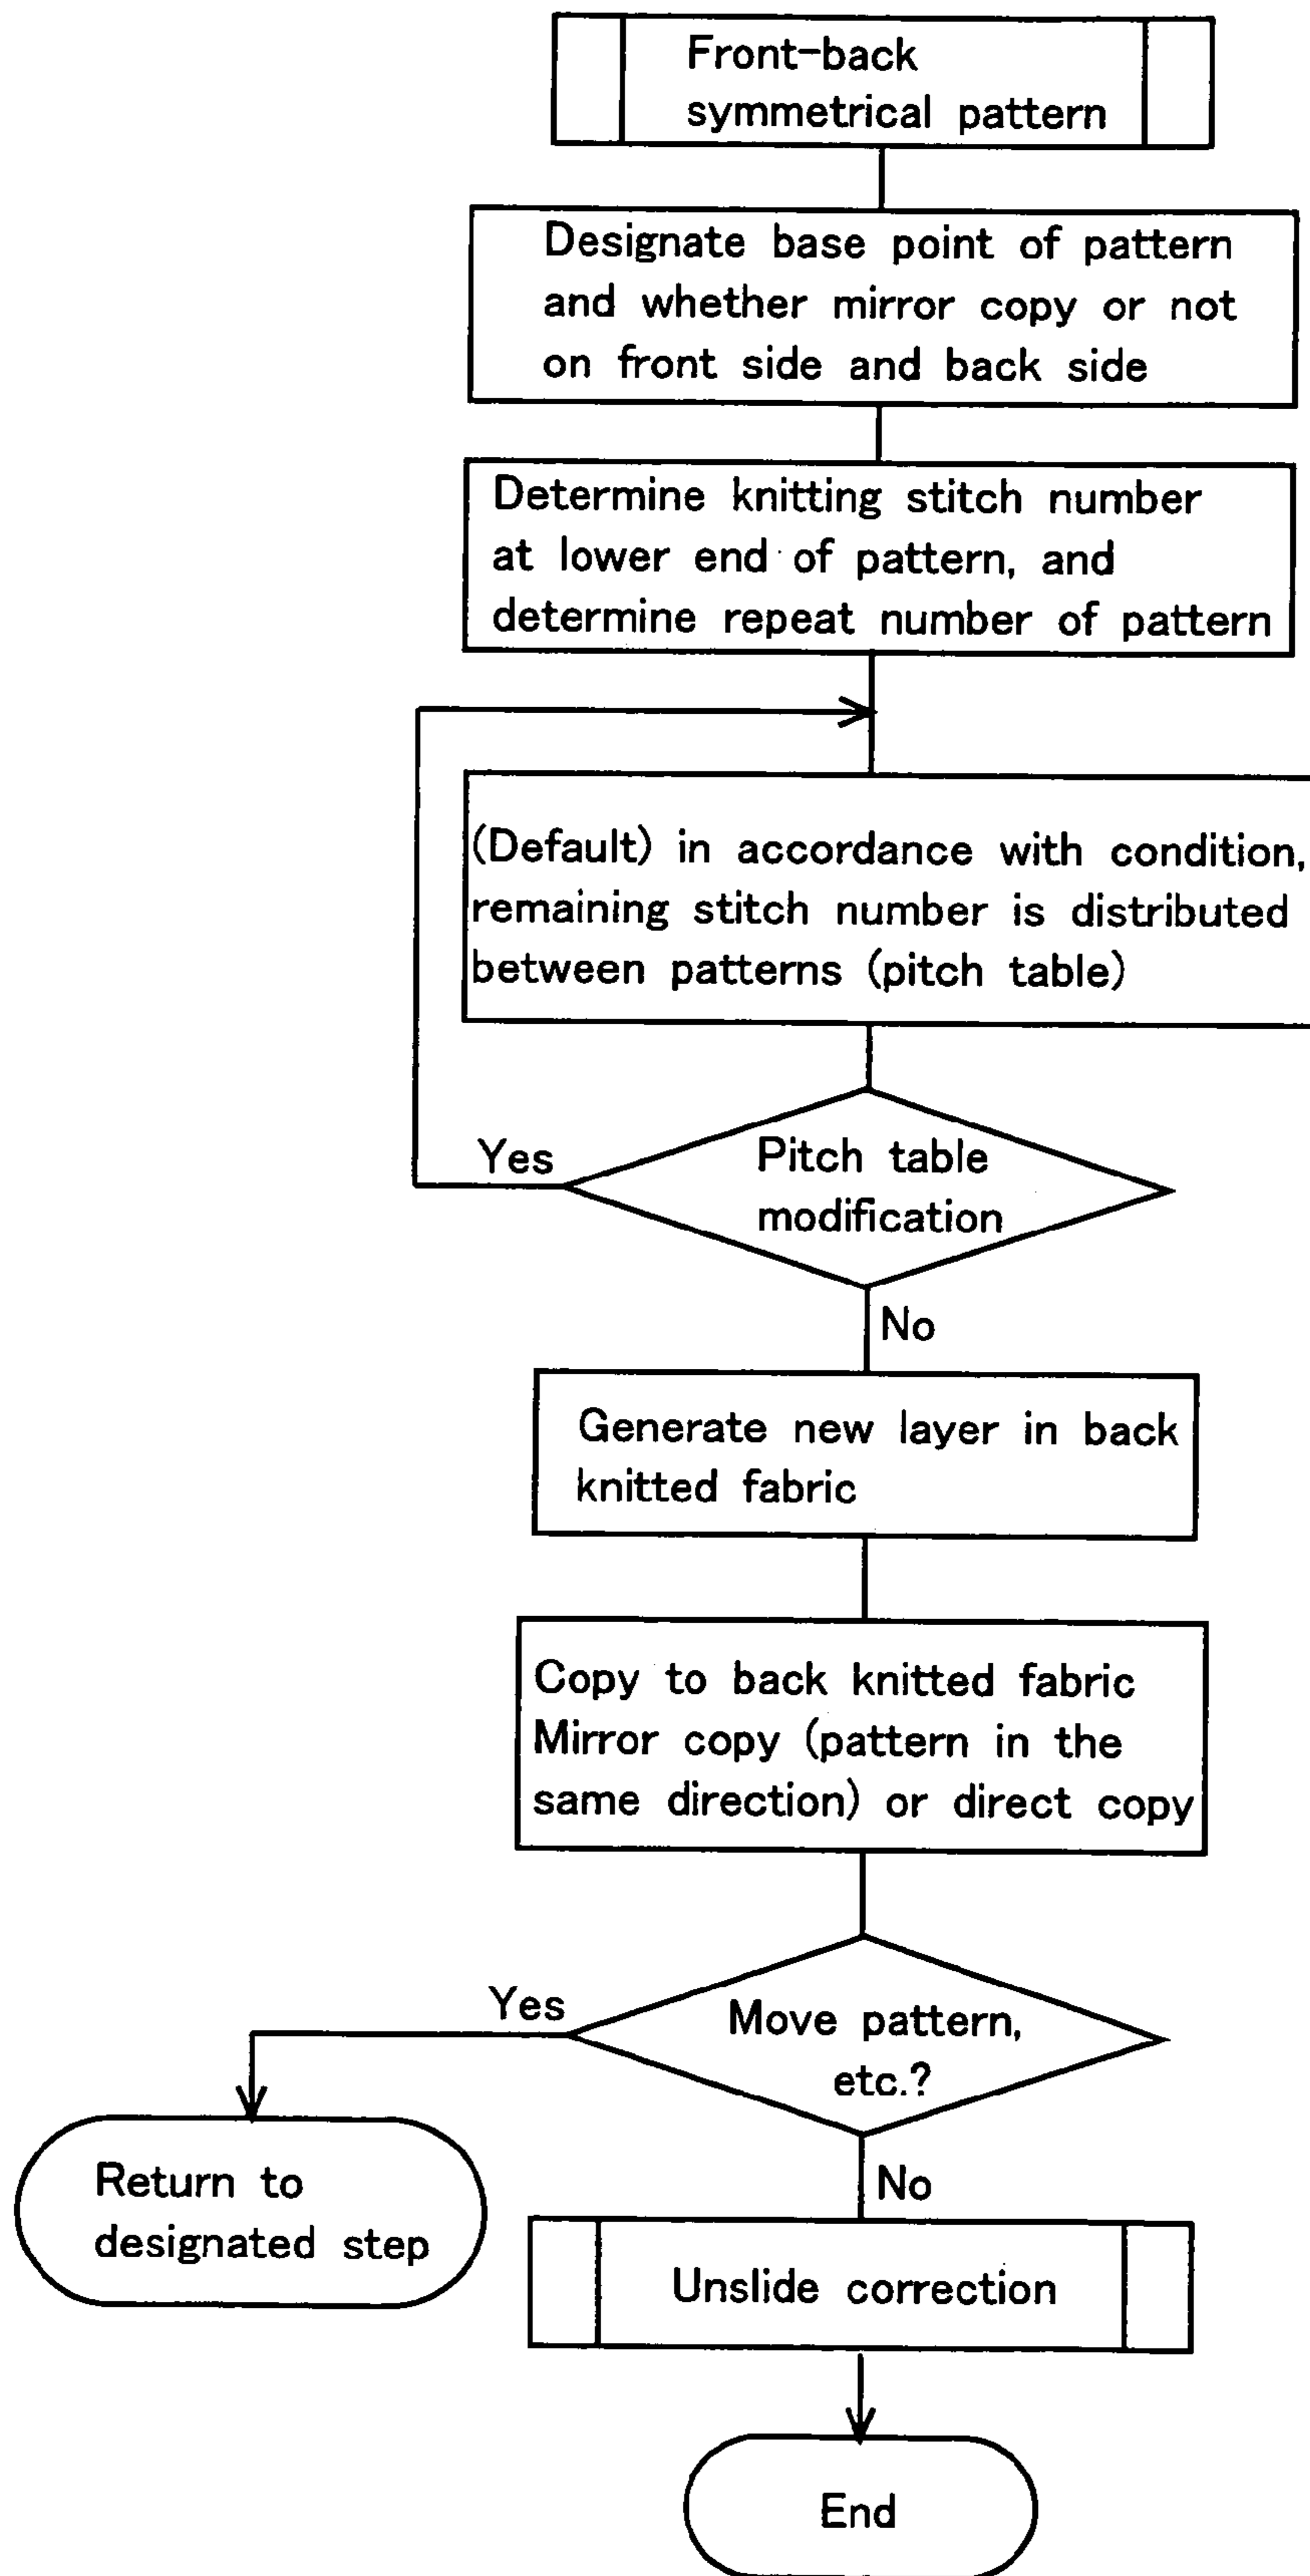 Front-back
symmetrical pattern
Designate base point of pattern
and whether mirror copy or not
on front side and back side
Determine knitting stitch number
at lower end of pattern, and
determine repeat number of pattern
(Default) in accordance with condition,
remaining stitch number is distributed
between patterns (pitch table)
Yes
Pitch table
modification
No
Generate new layer in back
knitted fabric
Copy to back knitted fabric
Mirror copy (pattern in the
same direction) or direct copy
Yes
Move pattern,
etc.?
Return to
designated step
No
Unslide correction
End